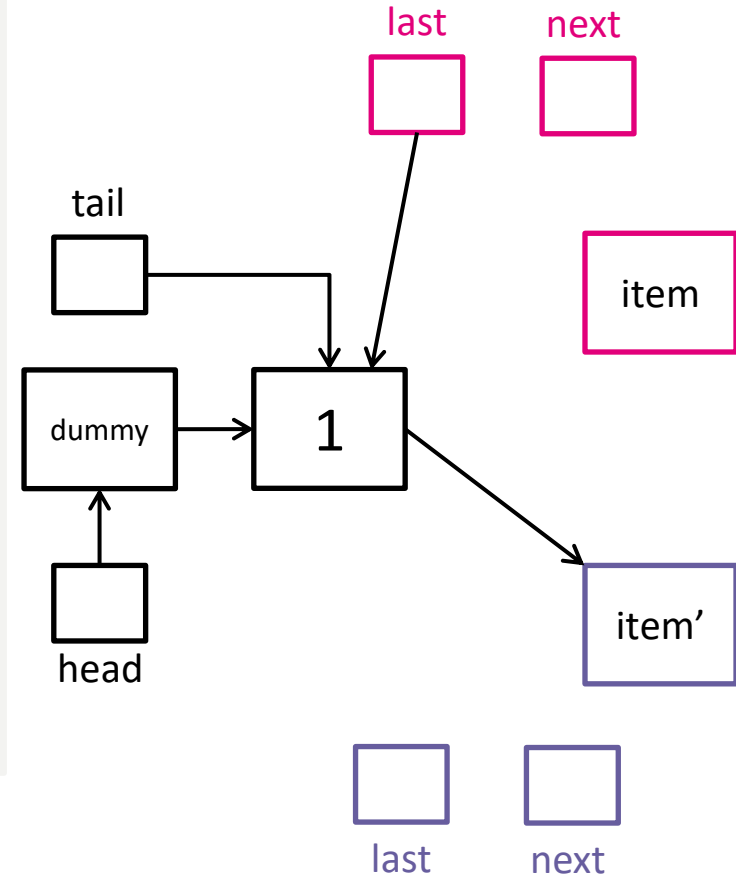 last
next
tail
item
dummy
1
item’
head
last
next